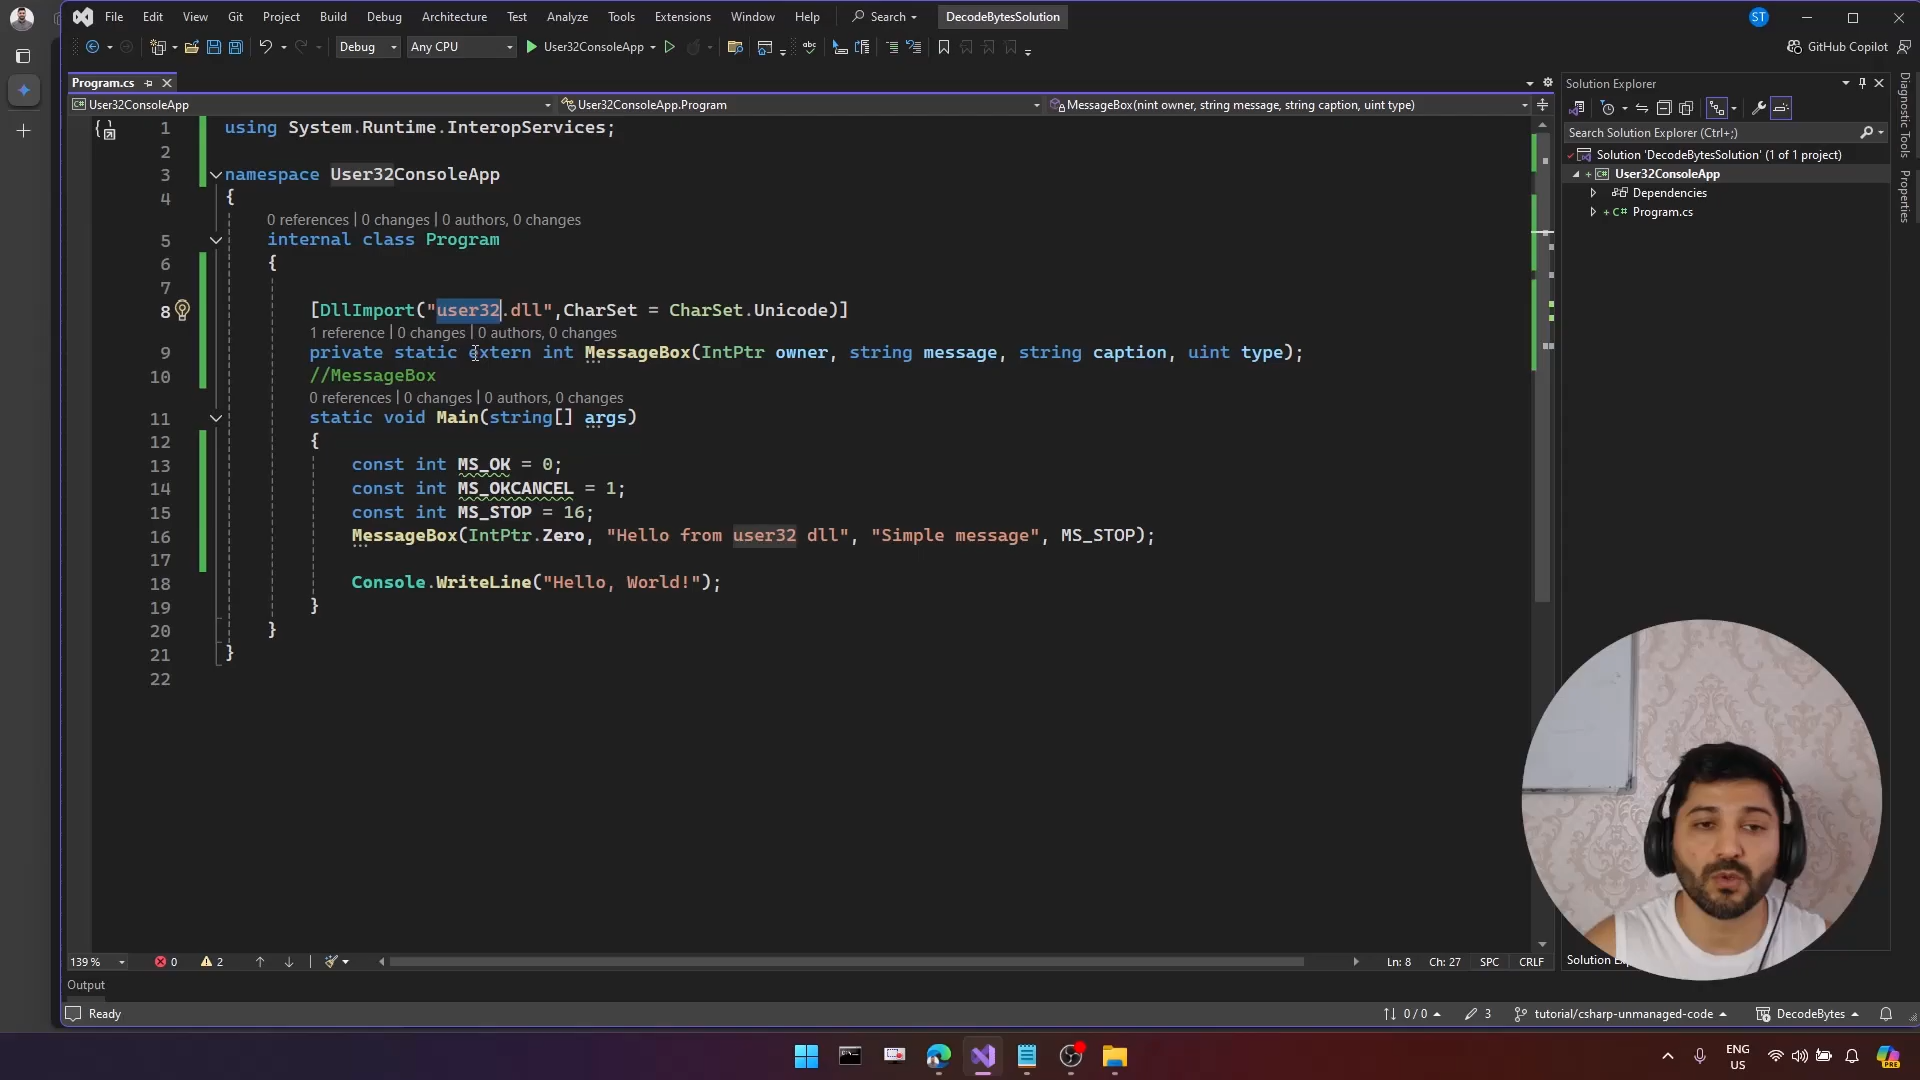 File Edit View Git Project Build Debug Architecture Test Analyze Tools Extensions Window Help Search DecodeBytesSolution ST
Debug Any CPU User32ConsoleApp GitHub Copilot
Program.cs
User32ConsoleApp User32ConsoleApp.Program MessageBox(nint owner, string message, string caption, uint type)
1 using System.Runtime.InteropServices;
2
3 namespace User32ConsoleApp
4 {
0 references | 0 changes | 0 authors, 0 changes
5 internal class Program
6 {
7
8 [DllImport("user32.dll",CharSet = CharSet.Unicode)]
1 reference | 0 changes | 0 authors, 0 changes
9 private static extern int MessageBox(IntPtr owner, string message, string caption, uint type);
10 //MessageBox
0 references | 0 changes | 0 authors, 0 changes
11 static void Main(string[] args)
12 {
13 const int MS_OK = 0;
14 const int MS_OKCANCEL = 1;
15 const int MS_STOP = 16;
16 MessageBox(IntPtr.Zero, "Hello from user32 dll", "Simple message", MS_STOP);
17
18 Console.WriteLine("Hello, World!");
19 }
20 }
21 }
22
139 % 0 2 Ln: 8 Ch: 27 SPC CRLF
Output
Ready 0 / 0 3 tutorial/csharp-unmanaged-code DecodeBytes
Solution Explorer
Search Solution Explorer (Ctrl+;)
Solution 'DecodeBytesSolution' (1 of 1 project)
User32ConsoleApp
Dependencies
C# Program.cs
Solution
Diagnostic Tools
Properties
ENG
US
PRE